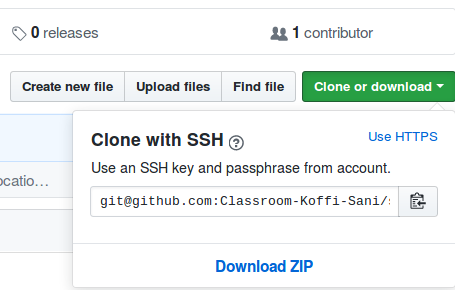 0 releases
1 contributor
Create new file
Upload files
Find file
Clone or download
Clone with SSH
Use HTTPS
Use an SSH key and passphrase from account.
ocatio…
git@github.com:Classroom-Koffi-Sani/
Download ZIP